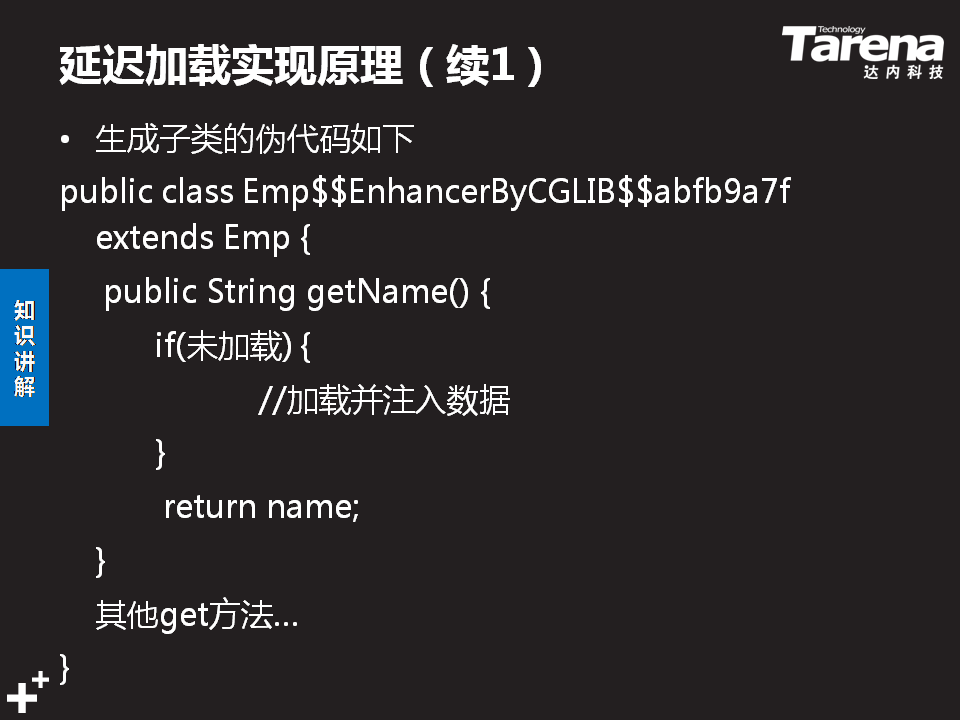 延迟加载实现原理（续1）
Technology
Tarena
达内科技
• 生成子类的伪代码如下
public class Emp$$EnhancerByCGLIB$$abfb9a7f
extends Emp {
public String getName() {
if(未加载) {
//加载并注入数据
}
return name;
}
其他get方法...
}
知识讲解